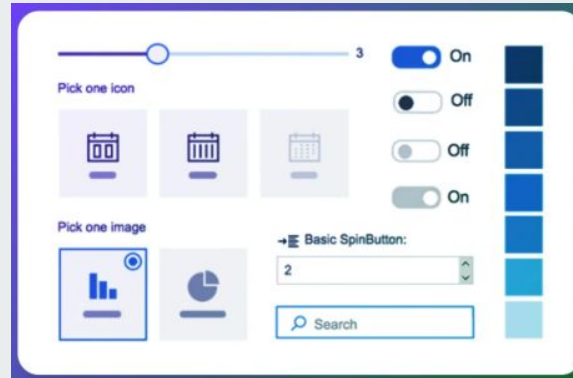 3
On
Pick one icon
Off
Off
On
Pick one image
Basic SpinButton:
2
Search